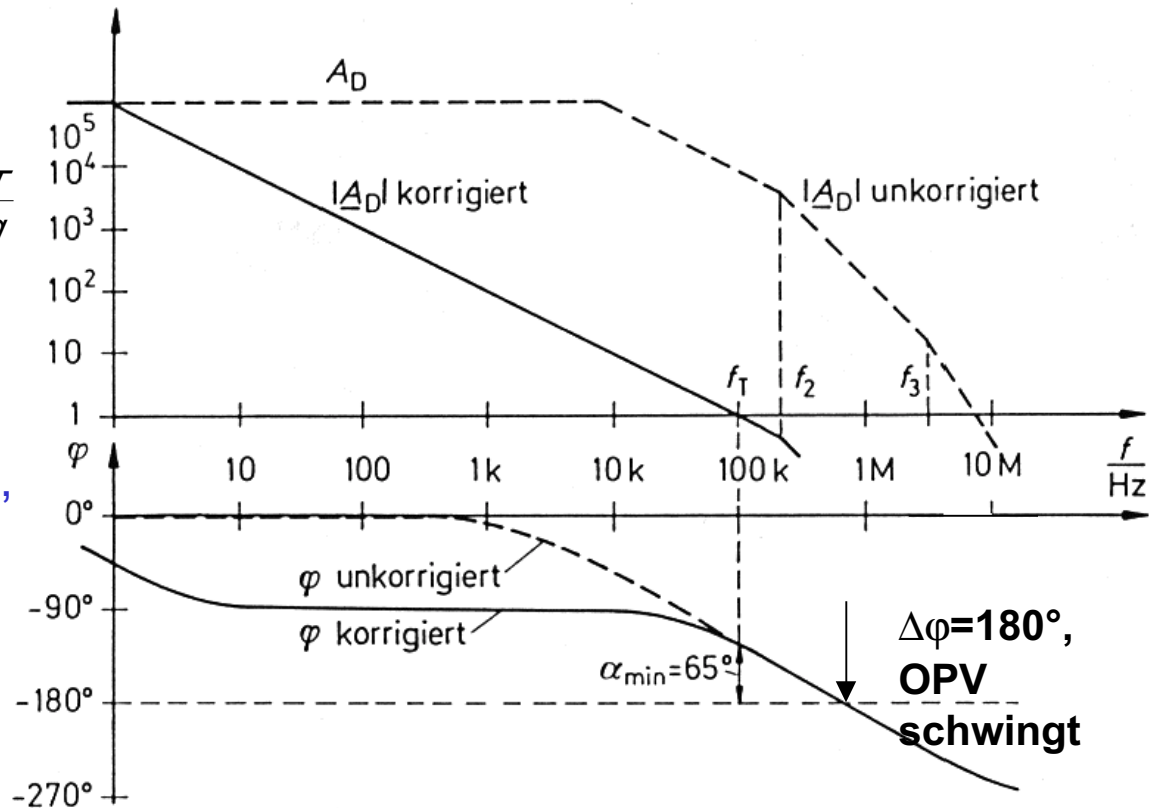 A_D
10^5
10^4
10^3
10^2
10
1
|A_D| korrigiert
|A_D| unkorrigiert
f_T
f_2
f_3
φ
10
100
1k
10k
100k
1M
10M
f/Hz
,
0°
-90°
-180°
-270°
φ unkorrigiert
φ korrigiert
α_min=65°
Δφ=180°,
OPV
schwingt